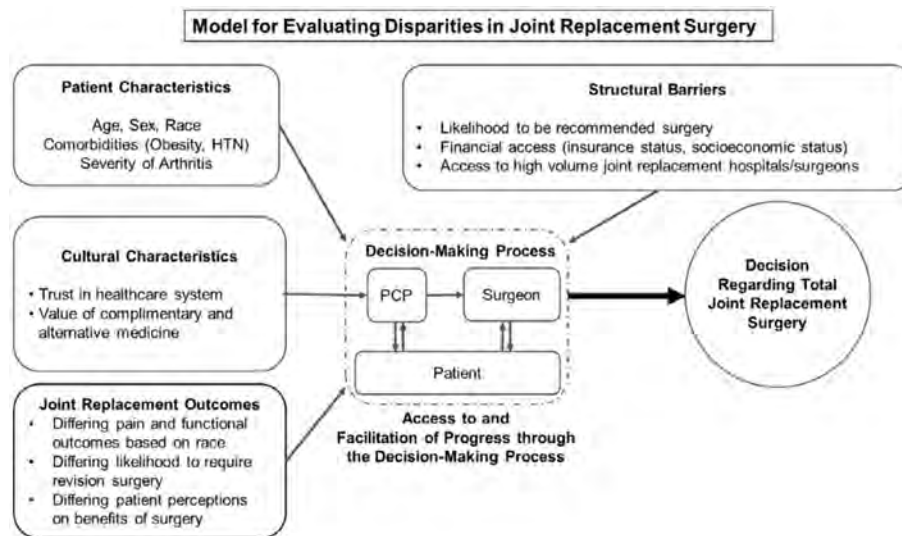 Model for Evaluating Disparities in Joint Replacement Surgery
Patient Characteristics
Age, Sex, Race
Comorbidities (Obesity, HTN)
Severity of Arthritis
Structural Barriers
• Likelihood to be recommended surgery
• Financial access (insurance status, socioeconomic status)
• Access to high volume joint replacement hospitals/surgeons
Cultural Characteristics
• Trust in healthcare system
• Value of complimentary and
alternative medicine
Decision-Making Process
PCP
Surgeon
Patient
Access to and
Facilitation of Progress through
the Decision-Making Process
Decision
Regarding Total
Joint Replacement
Surgery
Joint Replacement Outcomes
• Differing pain and functional
outcomes based on race
• Differing likelihood to require
revision surgery
• Differing patient perceptions
on benefits of surgery